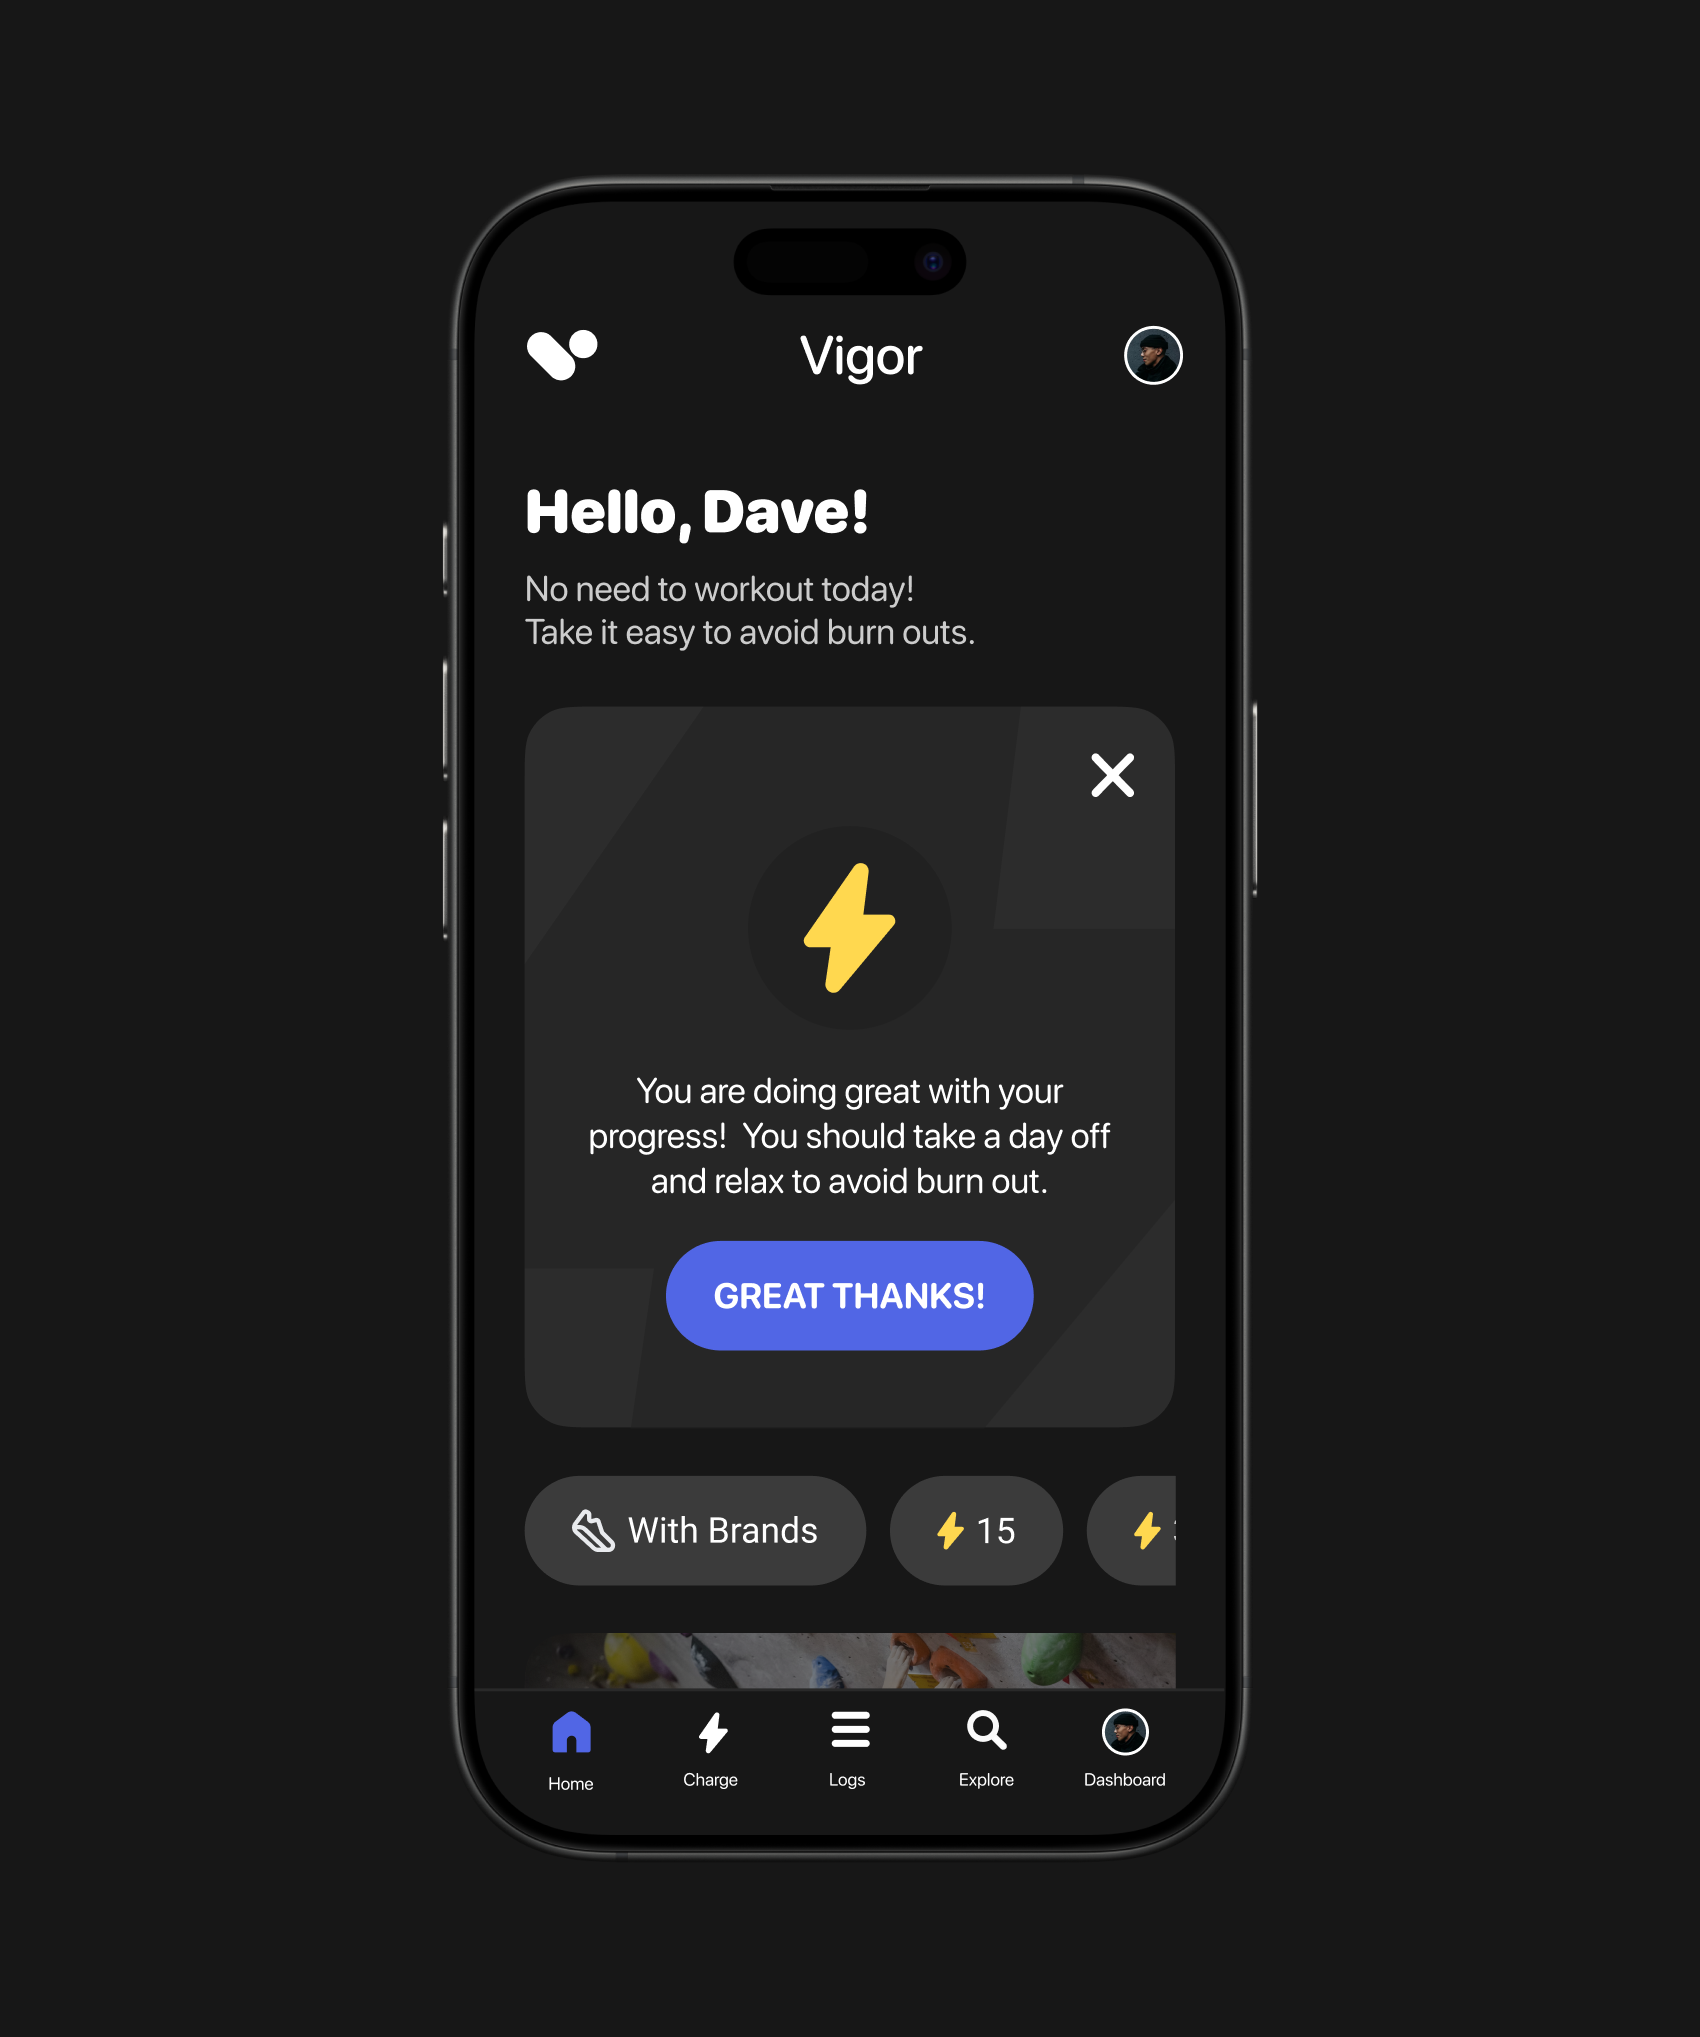 Vigor
Hello, Dave!
No need to workout today!
Take it easy to avoid burn outs.
You are doing great with your
progress!  You should take a day off
and relax to avoid burn out.
GREAT THANKS!
With Brands
15
Home
Charge
Logs
Explore
Dashboard